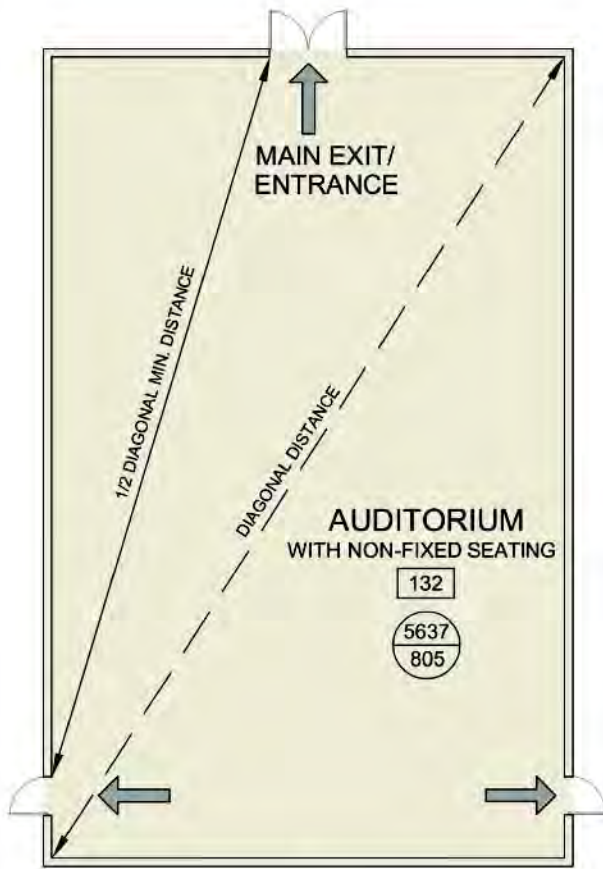 MAIN EXIT/
ENTRANCE
1/2 DIAGONAL MIN. DISTANCE
DIAGONAL DISTANCE
AUDITORIUM
WITH NON-FIXED SEATING
132
5637
805